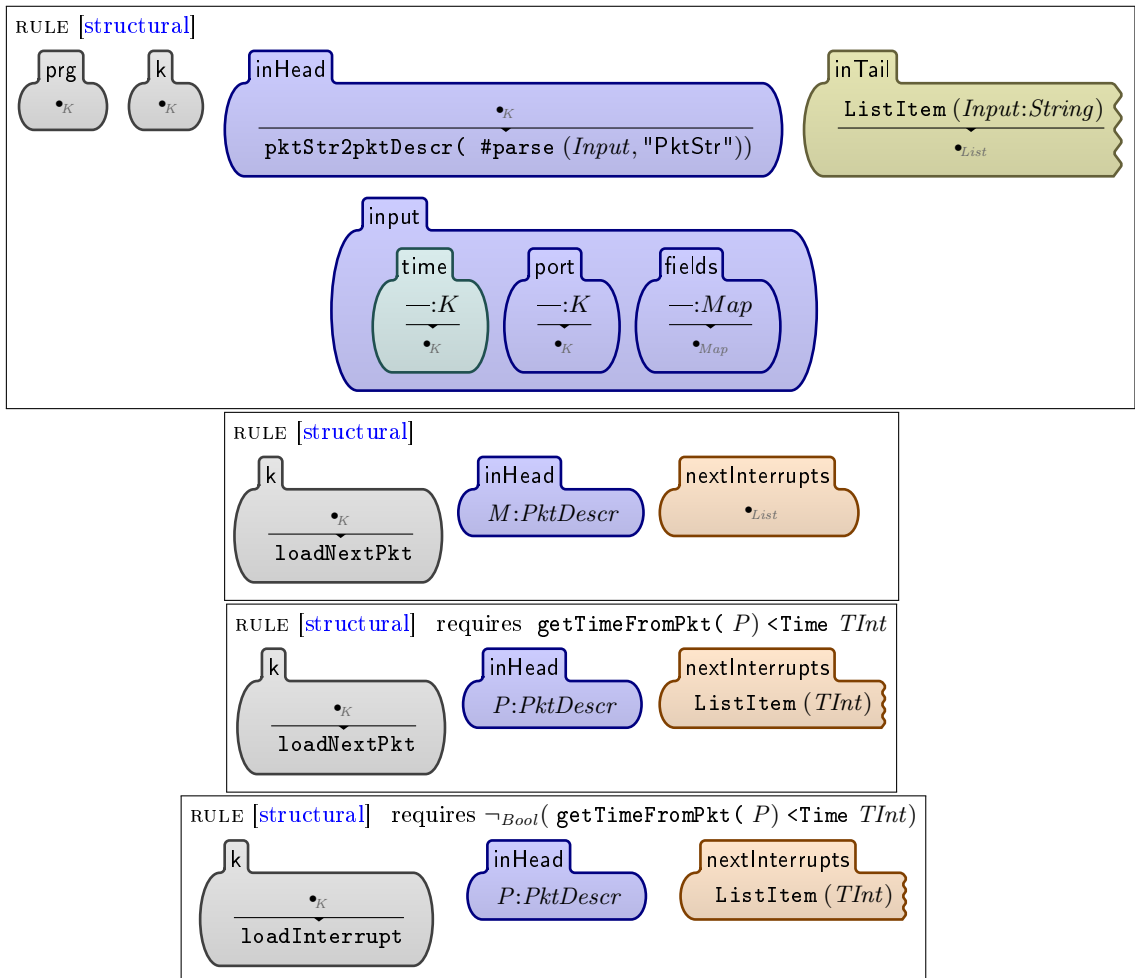 RULE [structural]
prg k inHead inTail
•K •K •K ListItem (Input:String)
pktStr2pktDescr( #parse (Input, "PktStr")) •List
input
time port fields
—:K —:K —:Map
•K •K •Map
RULE [structural]
k inHead nextInterrupts
•K M:PktDescr •List
loadNextPkt
RULE [structural] requires getTimeFromPkt( P) <Time TInt
k inHead nextInterrupts
•K P:PktDescr ListItem (TInt)
loadNextPkt
RULE [structural] requires ¬Bool( getTimeFromPkt( P) <Time TInt)
k inHead nextInterrupts
•K P:PktDescr ListItem (TInt)
loadInterrupt